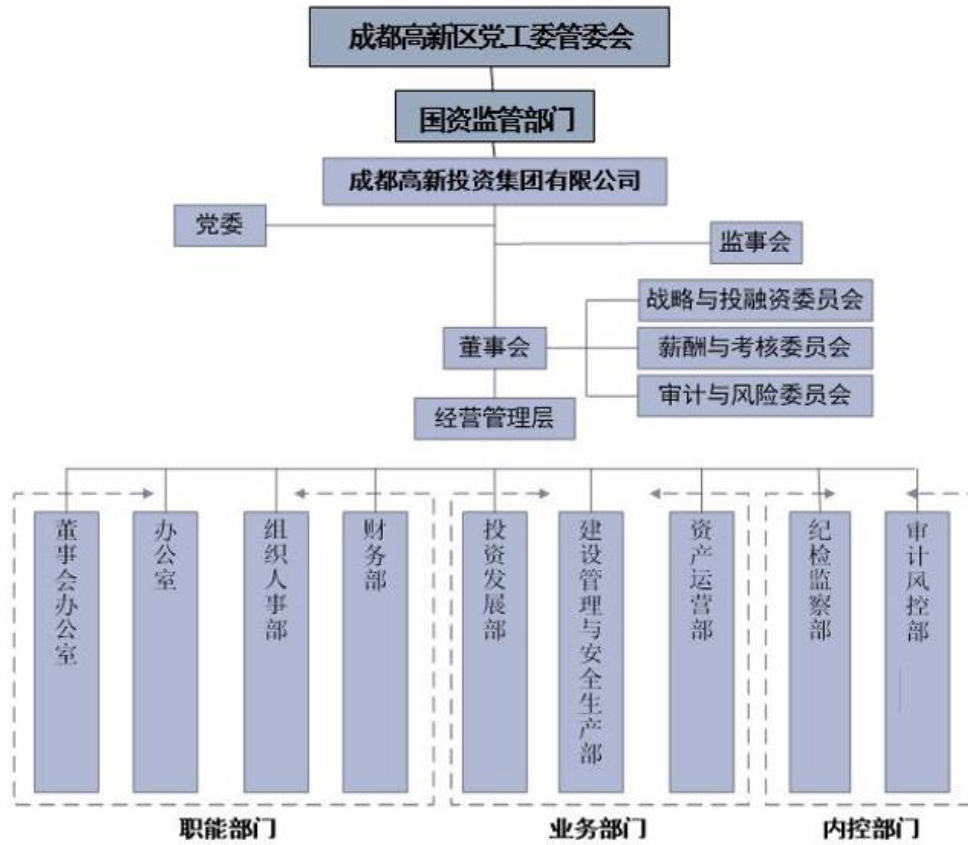 成都高新区党工委管委会
国资监管部门
成都高新投资集团有限公司
党委
监事会
战略与投融资委员会
董事会
薪酬与考核委员会
审计与风险委员会
经营管理层
董事会办公室
办公室
组织人事部
财务部
投资发展部
建设管理与安全生产部
资产运营部
纪检监察部
审计风控部
职能部门
业务部门
内控部门